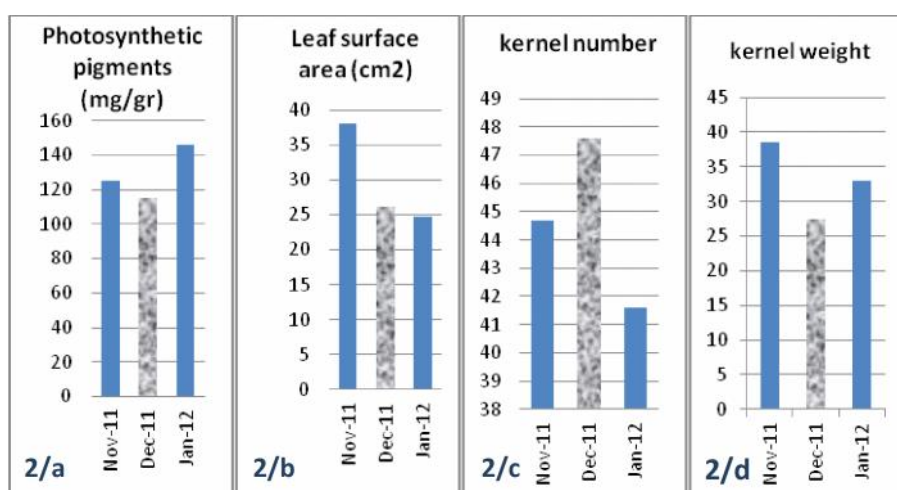 Photosynthetic
pigments
(mg/gr)
160
140
120
100
80
60
40
20
0
Nov-11
Dec-11
Jan-12
2/a
Leaf surface
area (cm2)
40
35
30
25
20
15
10
5
0
Nov-11
Dec-11
Jan-12
2/b
kernel number
49
48
47
46
45
44
43
42
41
40
39
38
Nov-11
Dec-11
Jan-12
2/c
kernel weight
45
40
35
30
25
20
15
10
5
0
Nov-11
Dec-11
Jan-12
2/d